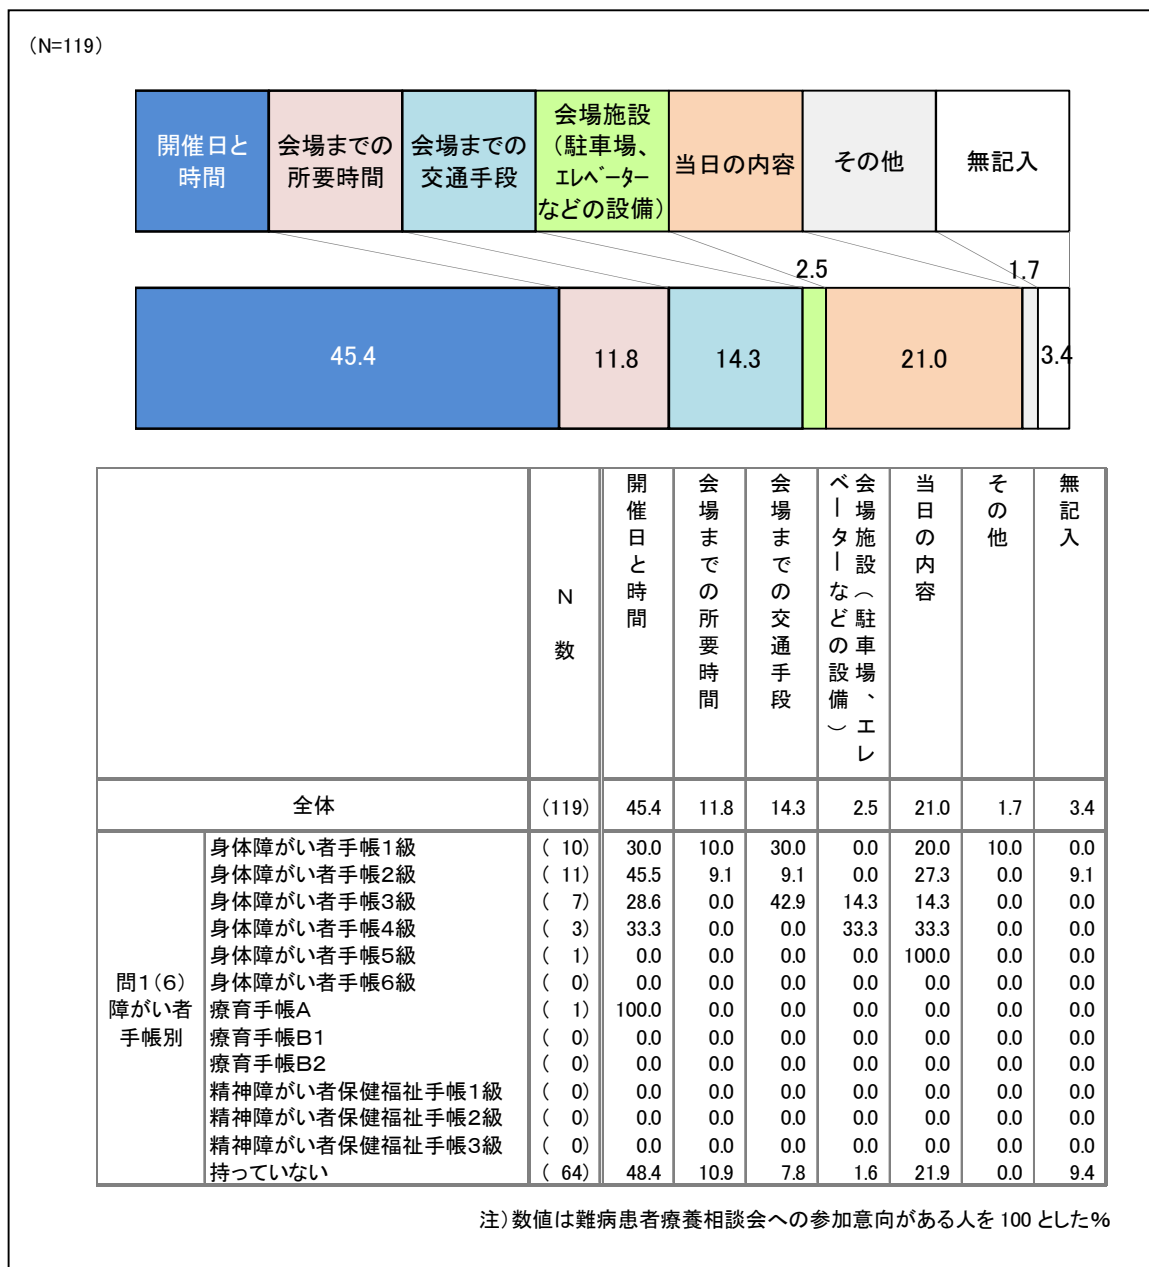 (N=119)
開催日と
時間
会場までの
所要時間
会場までの
交通手段
会場施設
(駐車場、
エレベーター
などの設備)
当日の内容
その他
無記入
2.5
1.7
45.4
11.8
14.3
21.0
3.4
N数
開催日と時間
会場までの所要時間
会場までの交通手段
会場施設(駐車場、エレ
ベーターなどの設備)
当日の内容
その他
無記入
全体 (119) 45.4 11.8 14.3 2.5 21.0 1.7 3.4
問1(6)
障がい者
手帳別
身体障がい者手帳1級 ( 10) 30.0 10.0 30.0 0.0 20.0 10.0 0.0
身体障がい者手帳2級 ( 11) 45.5 9.1 9.1 0.0 27.3 0.0 9.1
身体障がい者手帳3級 ( 7) 28.6 0.0 42.9 14.3 14.3 0.0 0.0
身体障がい者手帳4級 ( 3) 33.3 0.0 0.0 33.3 33.3 0.0 0.0
身体障がい者手帳5級 ( 1) 0.0 0.0 0.0 0.0 100.0 0.0 0.0
身体障がい者手帳6級 ( 0) 0.0 0.0 0.0 0.0 0.0 0.0 0.0
療育手帳A ( 1) 100.0 0.0 0.0 0.0 0.0 0.0 0.0
療育手帳B1 ( 0) 0.0 0.0 0.0 0.0 0.0 0.0 0.0
療育手帳B2 ( 0) 0.0 0.0 0.0 0.0 0.0 0.0 0.0
精神障がい者保健福祉手帳1級 ( 0) 0.0 0.0 0.0 0.0 0.0 0.0 0.0
精神障がい者保健福祉手帳2級 ( 0) 0.0 0.0 0.0 0.0 0.0 0.0 0.0
精神障がい者保健福祉手帳3級 ( 0) 0.0 0.0 0.0 0.0 0.0 0.0 0.0
持っていない ( 64) 48.4 10.9 7.8 1.6 21.9 0.0 9.4
注)数値は難病患者療養相談会への参加意向がある人を100とした%